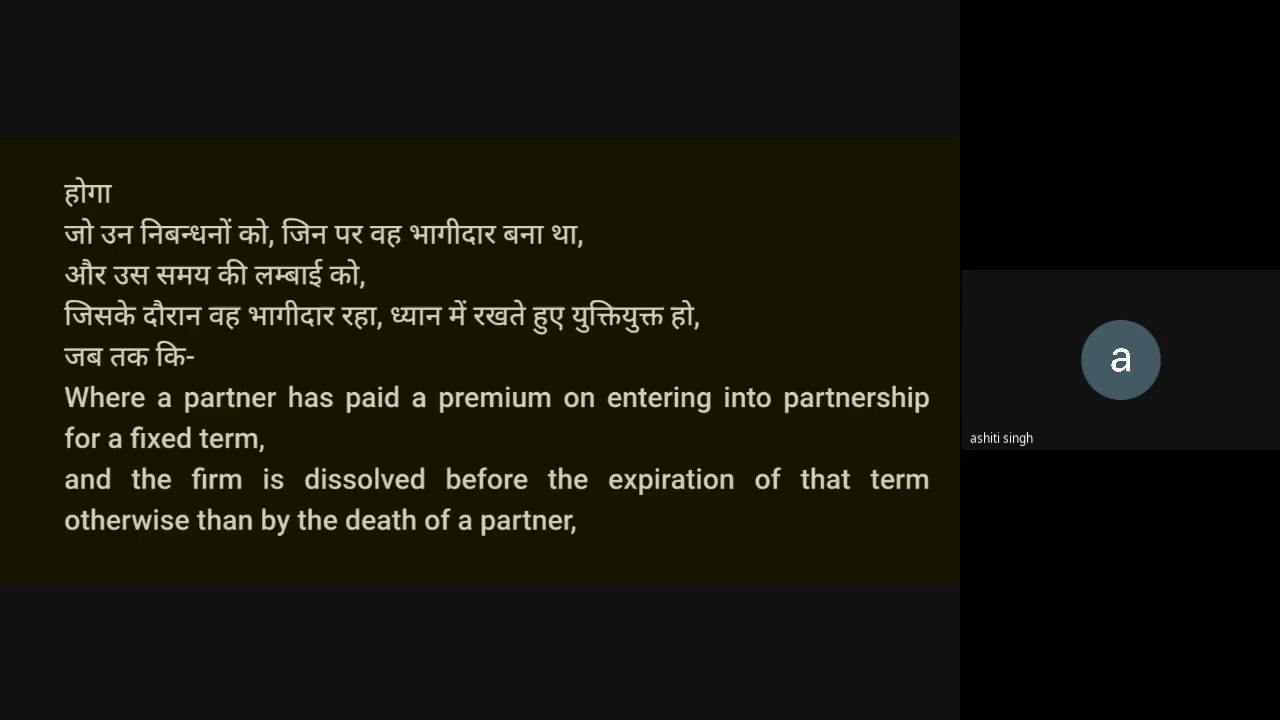 होगा
जो उन निबन्धनों को, जिन पर वह भागीदार बना था,
और उस समय की लम्बाई को,
जिसके दौरान वह भागीदार रहा, ध्यान में रखते हुए युक्तियुक्त हो,
जब तक कि-
Where a partner has paid a premium on entering into partnership
for a fixed term,
and the firm is dissolved before the expiration of that term
otherwise than by the death of a partner,
a
ashiti singh